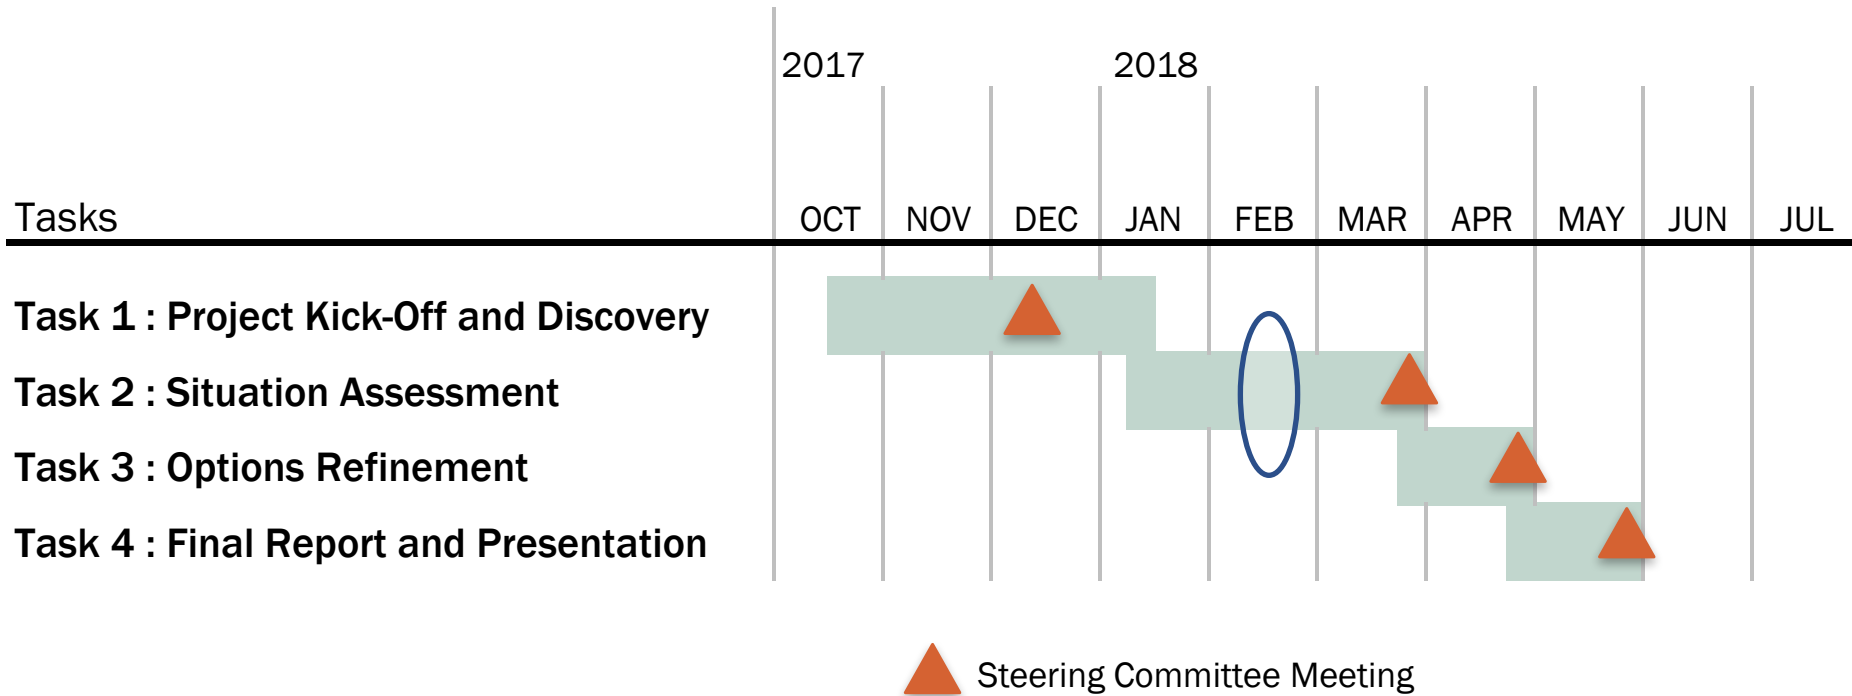 2017 2018
Tasks OCT NOV DEC JAN FEB MAR APR MAY JUN JUL
Task 1 : Project Kick-Off and Discovery
Task 2 : Situation Assessment
Task 3 : Options Refinement
Task 4 : Final Report and Presentation
Steering Committee Meeting